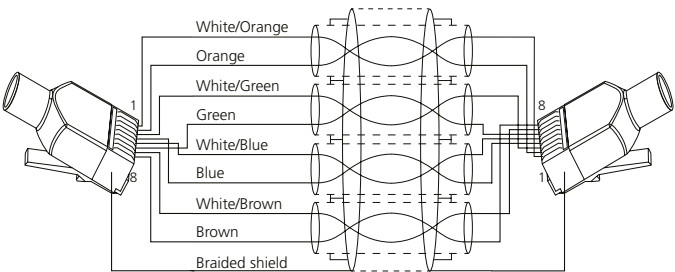 White/Orange
Orange
White/Green
1
8
Green
White/Blue
Blue
8
1
White/Brown
Brown
Braided shield